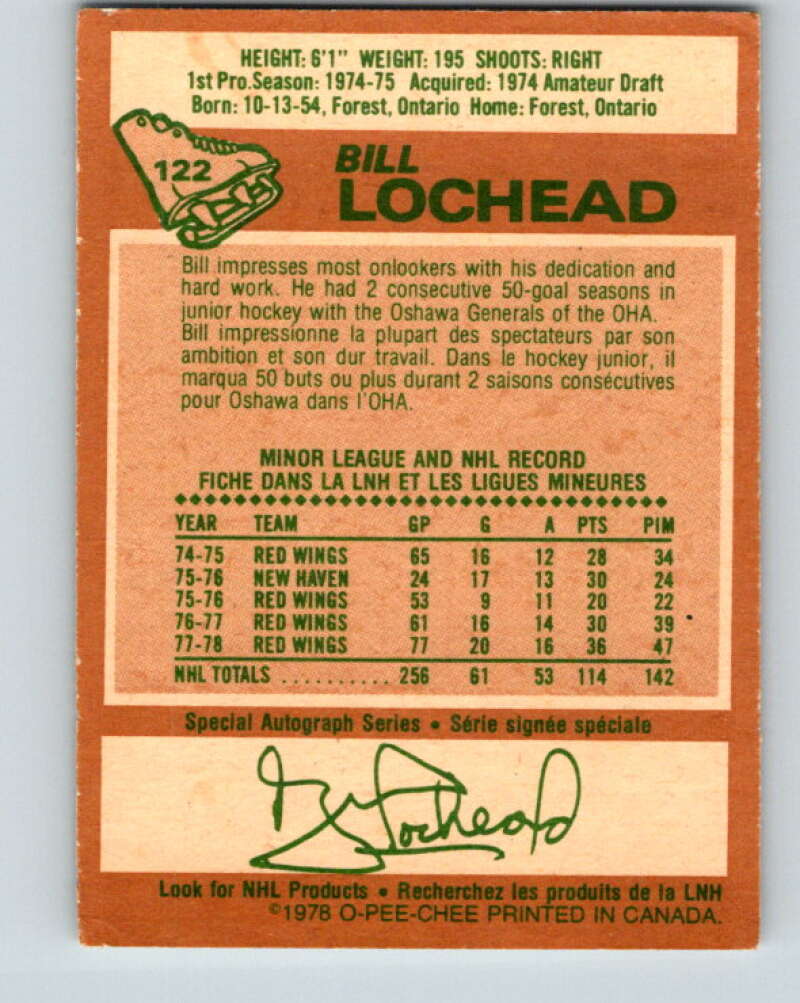 HEIGHT: 6'1" WEIGHT: 195 SHOOTS: RIGHT
1st Pro.Season: 1974-75 Acquired: 1974 Amateur Draft
Born: 10-13-54, Forest, Ontario Home: Forest, Ontario
122
BILL
LOCHEAD
Bill impresses most onlookers with his dedication and
hard work. He had 2 consecutive 50-goal seasons in
junior hockey with the Oshawa Generals of the OHA.
Bill impressionne la plupart des spectateurs par son
ambition et son dur travail. Dans le hockey junior, il
marqua 50 buts ou plus durant 2 saisons consécutives
pour Oshawa dans l'OHA.
MINOR LEAGUE AND NHL RECORD
FICHE DANS LA LNH ET LES LIGUES MINEURES
YEAR TEAM GP G A PTS PIM
74-75 RED WINGS 65 16 12 28 34
75-76 NEW HAVEN 24 17 13 30 24
75-76 RED WINGS 53 9 11 20 22
76-77 RED WINGS 61 16 14 30 39
77-78 RED WINGS 77 20 16 36 47
NHL TOTALS .......... 256 61 53 114 142
Special Autograph Series • Série signée spéciale
Bill Lochead
Look for NHL Products • Recherchez les produits de la LNH
©1978 O-PEE-CHEE PRINTED IN CANADA.